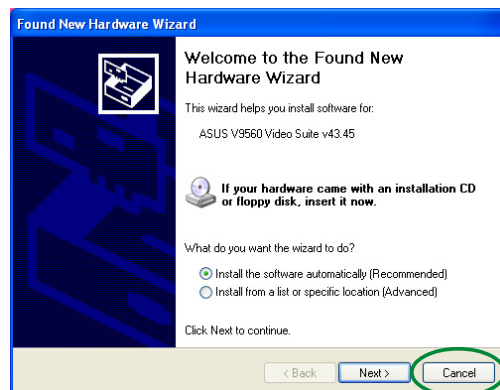 Found New Hardware Wizard
Welcome to the Found New
Hardware Wizard
This wizard helps you install software for:
ASUS V9560 Video Suite v43.45
If your hardware came with an installation CD
or floppy disk, insert it now.
What do you want the wizard to do?
Install the software automatically (Recommended)
Install from a list or specific location (Advanced)
Click Next to continue.
< Back Next > Cancel